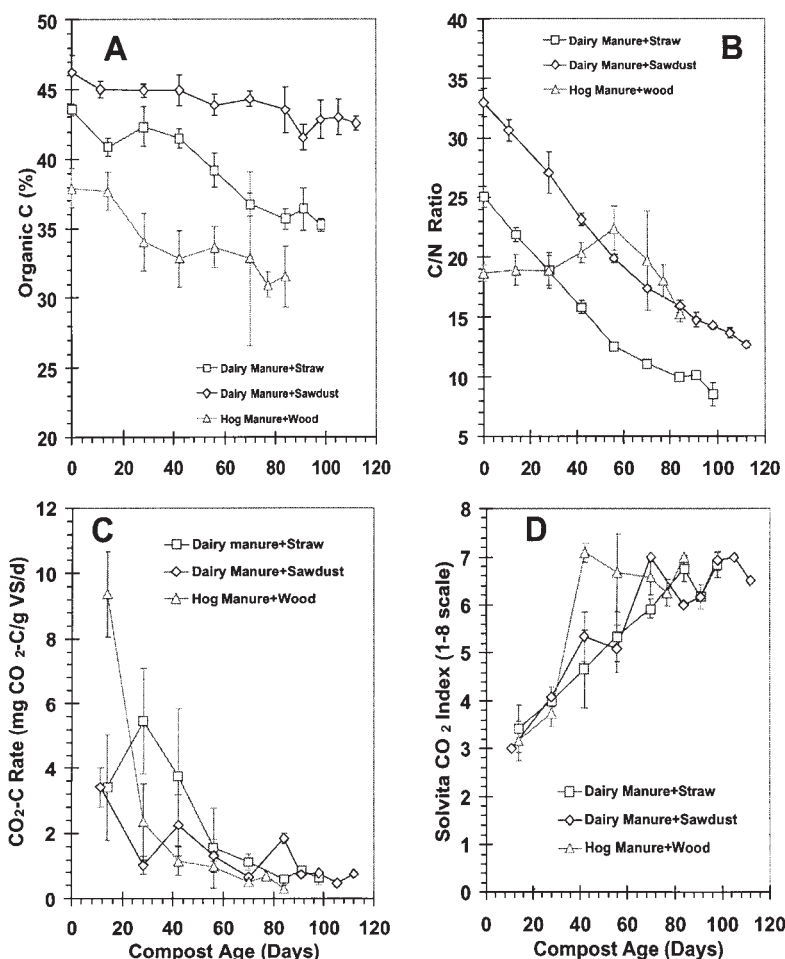 A
Organic C (%)
50
45
40
35
30
25
20
Dairy Manure+Straw
Dairy Manure+Sawdust
Hog Manure+Wood
0 20 40 60 80 100 120
B
C/N Ratio
40
35
30
25
20
15
10
5
Dairy Manure+Straw
Dairy Manure+Sawdust
Hog Manure+wood
0 20 40 60 80 100 120
C
CO2-C Rate (mg CO 2-C/g VS/d)
12
10
8
6
4
2
0
Dairy manure+Straw
Dairy Manure+Sawdust
Hog Manure+Wood
0 20 40 60 80 100 120
Compost Age (Days)
D
Solvita CO 2 Index (1-8 scale)
8
7
6
5
4
3
2
1
0
Dairy Manure+Straw
Dairy Manure+Sawdust
Hog Manure+Wood
0 20 40 60 80 100 120
Compost Age (Days)